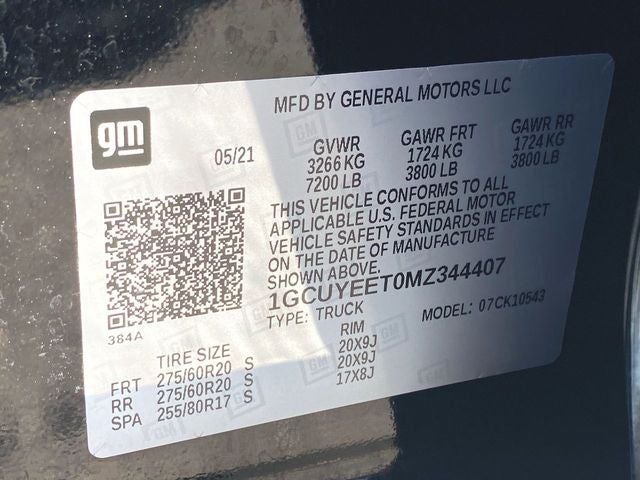 gm
MFD BY GENERAL MOTORS LLC
05/21
GVWR GAWR FRT GAWR RR
3266 KG 1724 KG 1724 KG
7200 LB 3800 LB 3800 LB
THIS VEHICLE CONFORMS TO ALL
APPLICABLE U.S. FEDERAL MOTOR
VEHICLE SAFETY STANDARDS IN EFFECT
ON THE DATE OF MANUFACTURE
SHOWN ABOVE.
1GCUYEET0MZ344407
TYPE: TRUCK MODEL: 07CK10543
384A
TIRE SIZE RIM
FRT 275/60R20 S 20X9J
RR 275/60R20 S 20X9J
SPA 255/80R17 S 17X8J